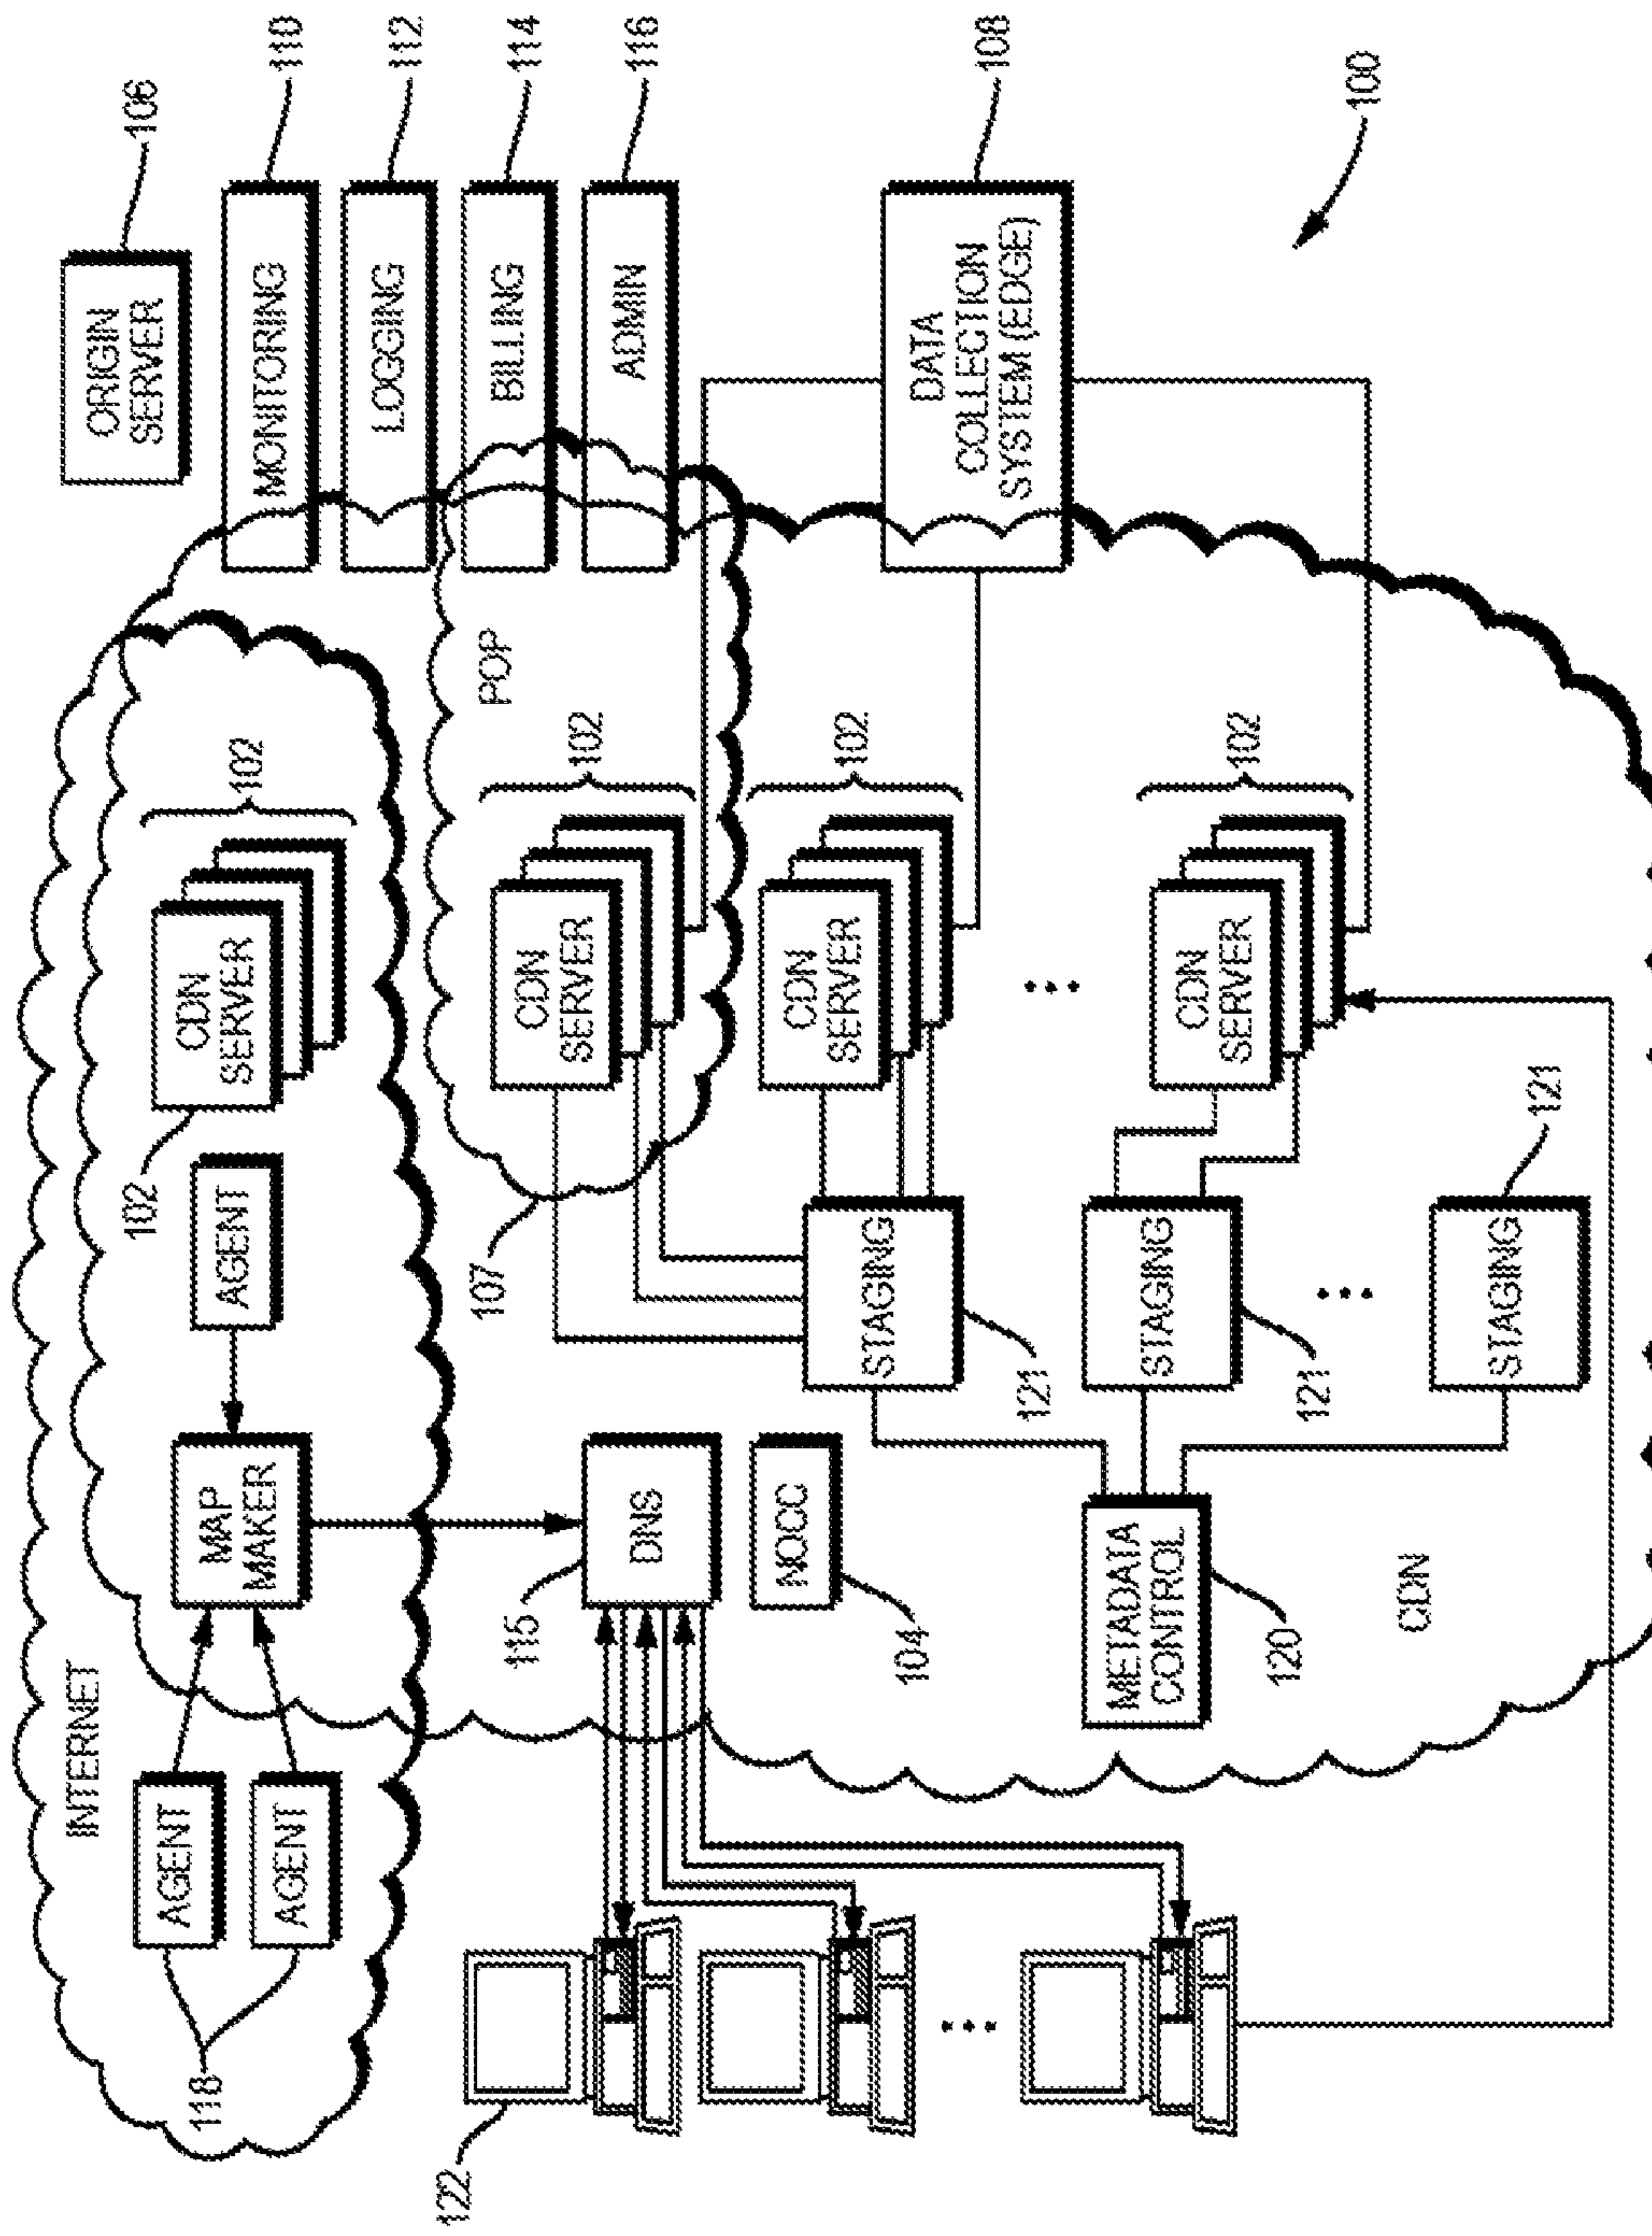 INTERNET
ORIGIN
SERVER
106
AGENT
AGENT
118
MAP
MAKER
AGENT
102
CDN
SERVER
102
MONITORING
110
LOGGING
112
BILLING
114
ADMIN
116
122
115
DNS
107
POP
CDN
SERVER
102
NOCC
104
STAGING
121
CDN
SERVER
102
DATA
COLLECTION
SYSTEM (EDGE)
108
METADATA
CONTROL
120
STAGING
121
CDN
SERVER
102
CDN
STAGING
121
100